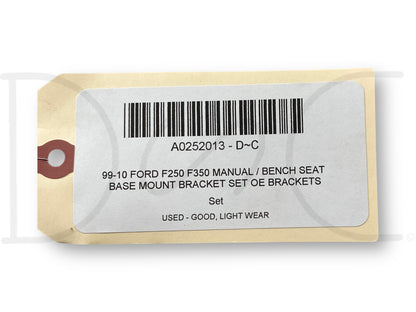 A0252013 - D~C
99-10 FORD F250 F350 MANUAL / BENCH SEAT
BASE MOUNT BRACKET SET OE BRACKETS
Set
USED - GOOD, LIGHT WEAR